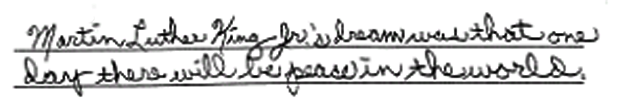 Martin Luther King Jr.'s dream was that one
day there will be peace in the world.